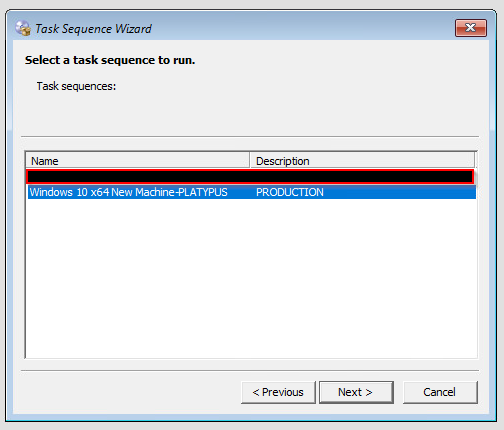 Task Sequence Wizard
Select a task sequence to run.
Task sequences:
Name Description
Windows 10 x64 New Machine-PLATYPUS PRODUCTION
< Previous Next > Cancel